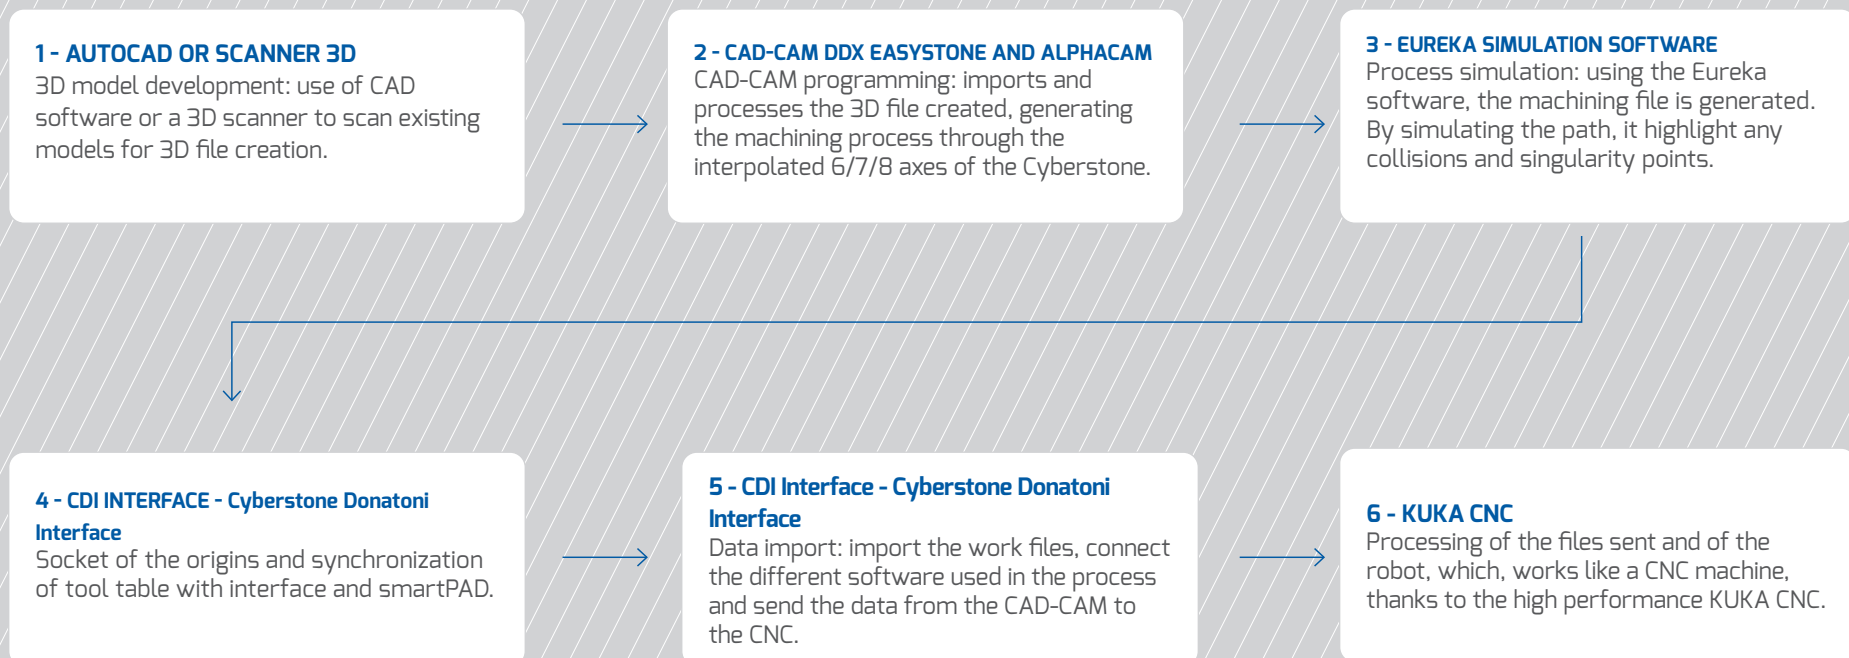 1 - AUTOCAD OR SCANNER 3D
3D model development: use of CAD
software or a 3D scanner to scan existing
models for 3D file creation.
2 - CAD-CAM DDX EASYSTONE AND ALPHACAM
CAD-CAM programming: imports and
processes the 3D file created, generating
the machining process through the
interpolated 6/7/8 axes of the Cyberstone.
3 - EUREKA SIMULATION SOFTWARE
Process simulation: using the Eureka
software, the machining file is generated.
By simulating the path, it highlight any
collisions and singularity points.
4 - CDI INTERFACE - Cyberstone Donatoni
Interface
Socket of the origins and synchronization
of tool table with interface and smartPAD.
5 - CDI Interface - Cyberstone Donatoni
Interface
Data import: import the work files, connect
the different software used in the process
and send the data from the CAD-CAM to
the CNC.
6 - KUKA CNC
Processing of the files sent and of the
robot, which, works like a CNC machine,
thanks to the high performance KUKA CNC.